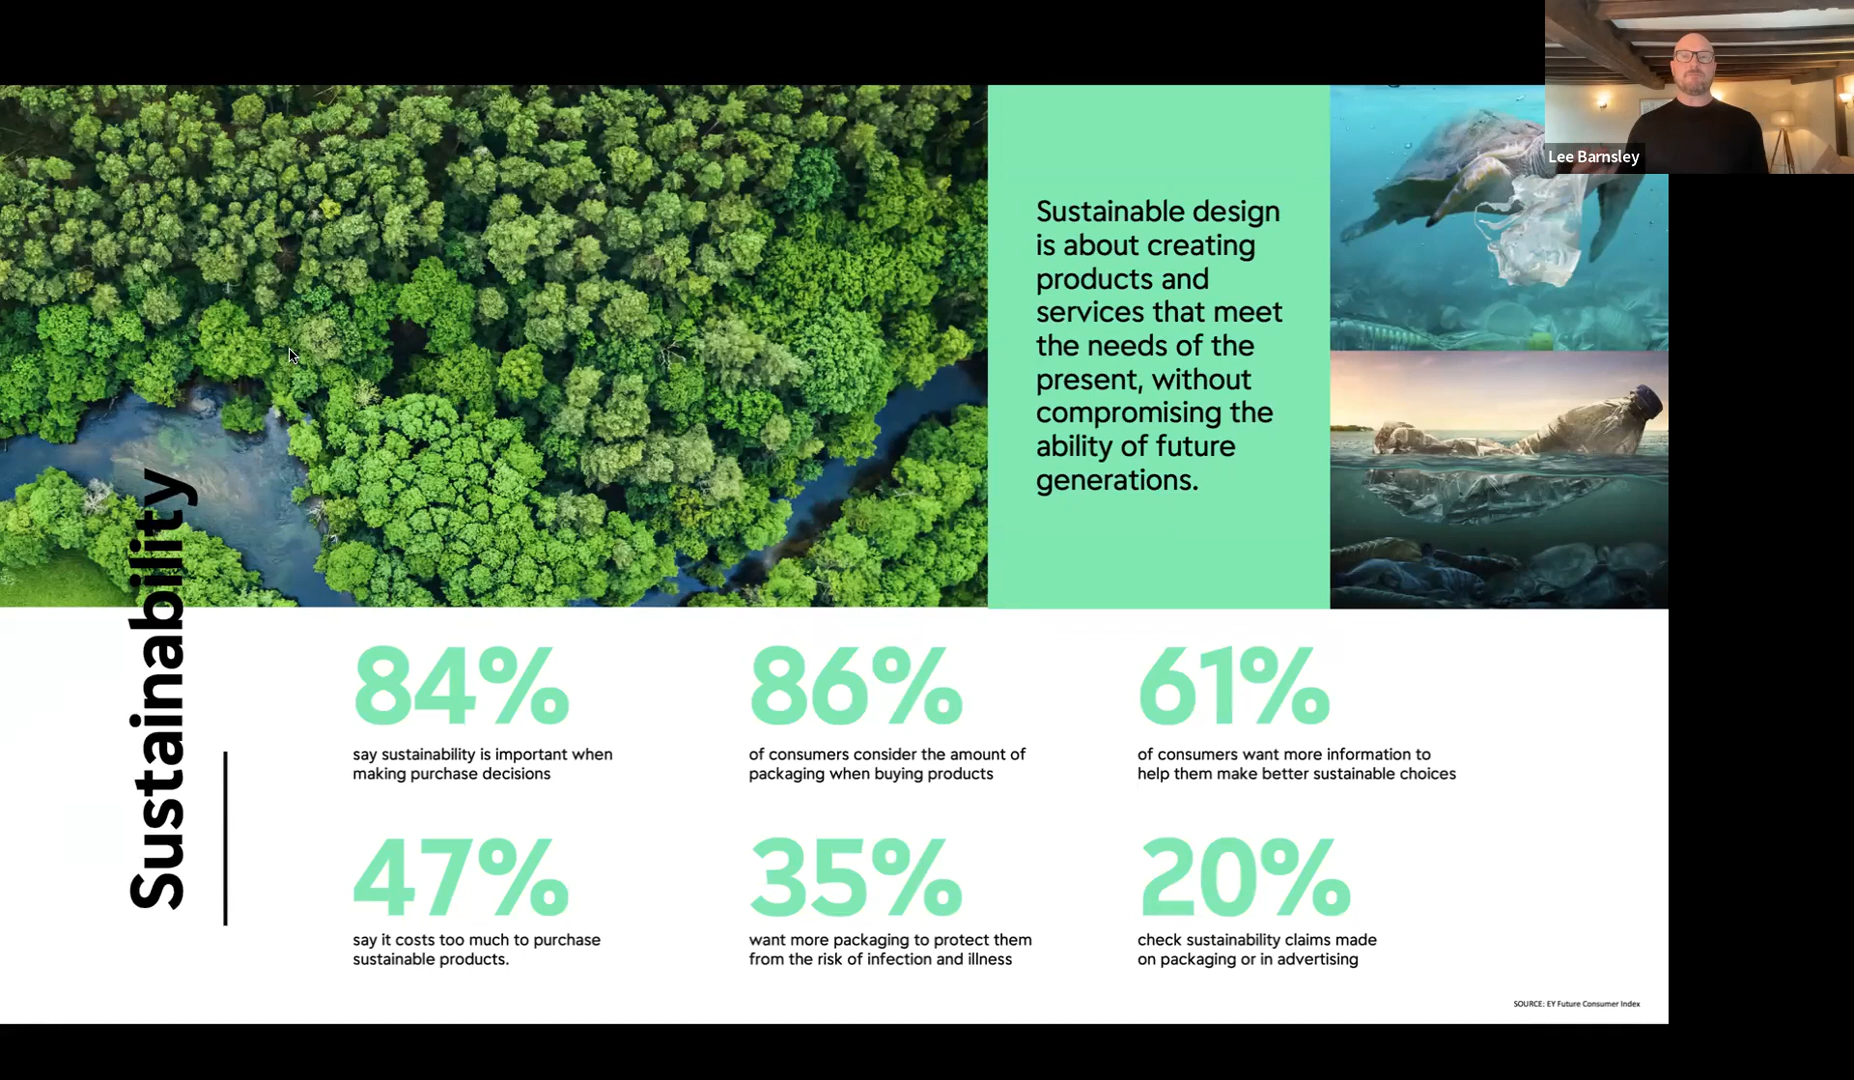 Lee Barnsley
Sustainable design
is about creating
products and
services that meet
the needs of the
present, without
compromising the
ability of future
generations.
Sustainability
84%
say sustainability is important when
making purchase decisions
86%
of consumers consider the amount of
packaging when buying products
61%
of consumers want more information to
help them make better sustainable choices
47%
say it costs too much to purchase
sustainable products.
35%
want more packaging to protect them
from the risk of infection and illness
20%
check sustainability claims made
on packaging or in advertising
SOURCE: EY Future Consumer Index